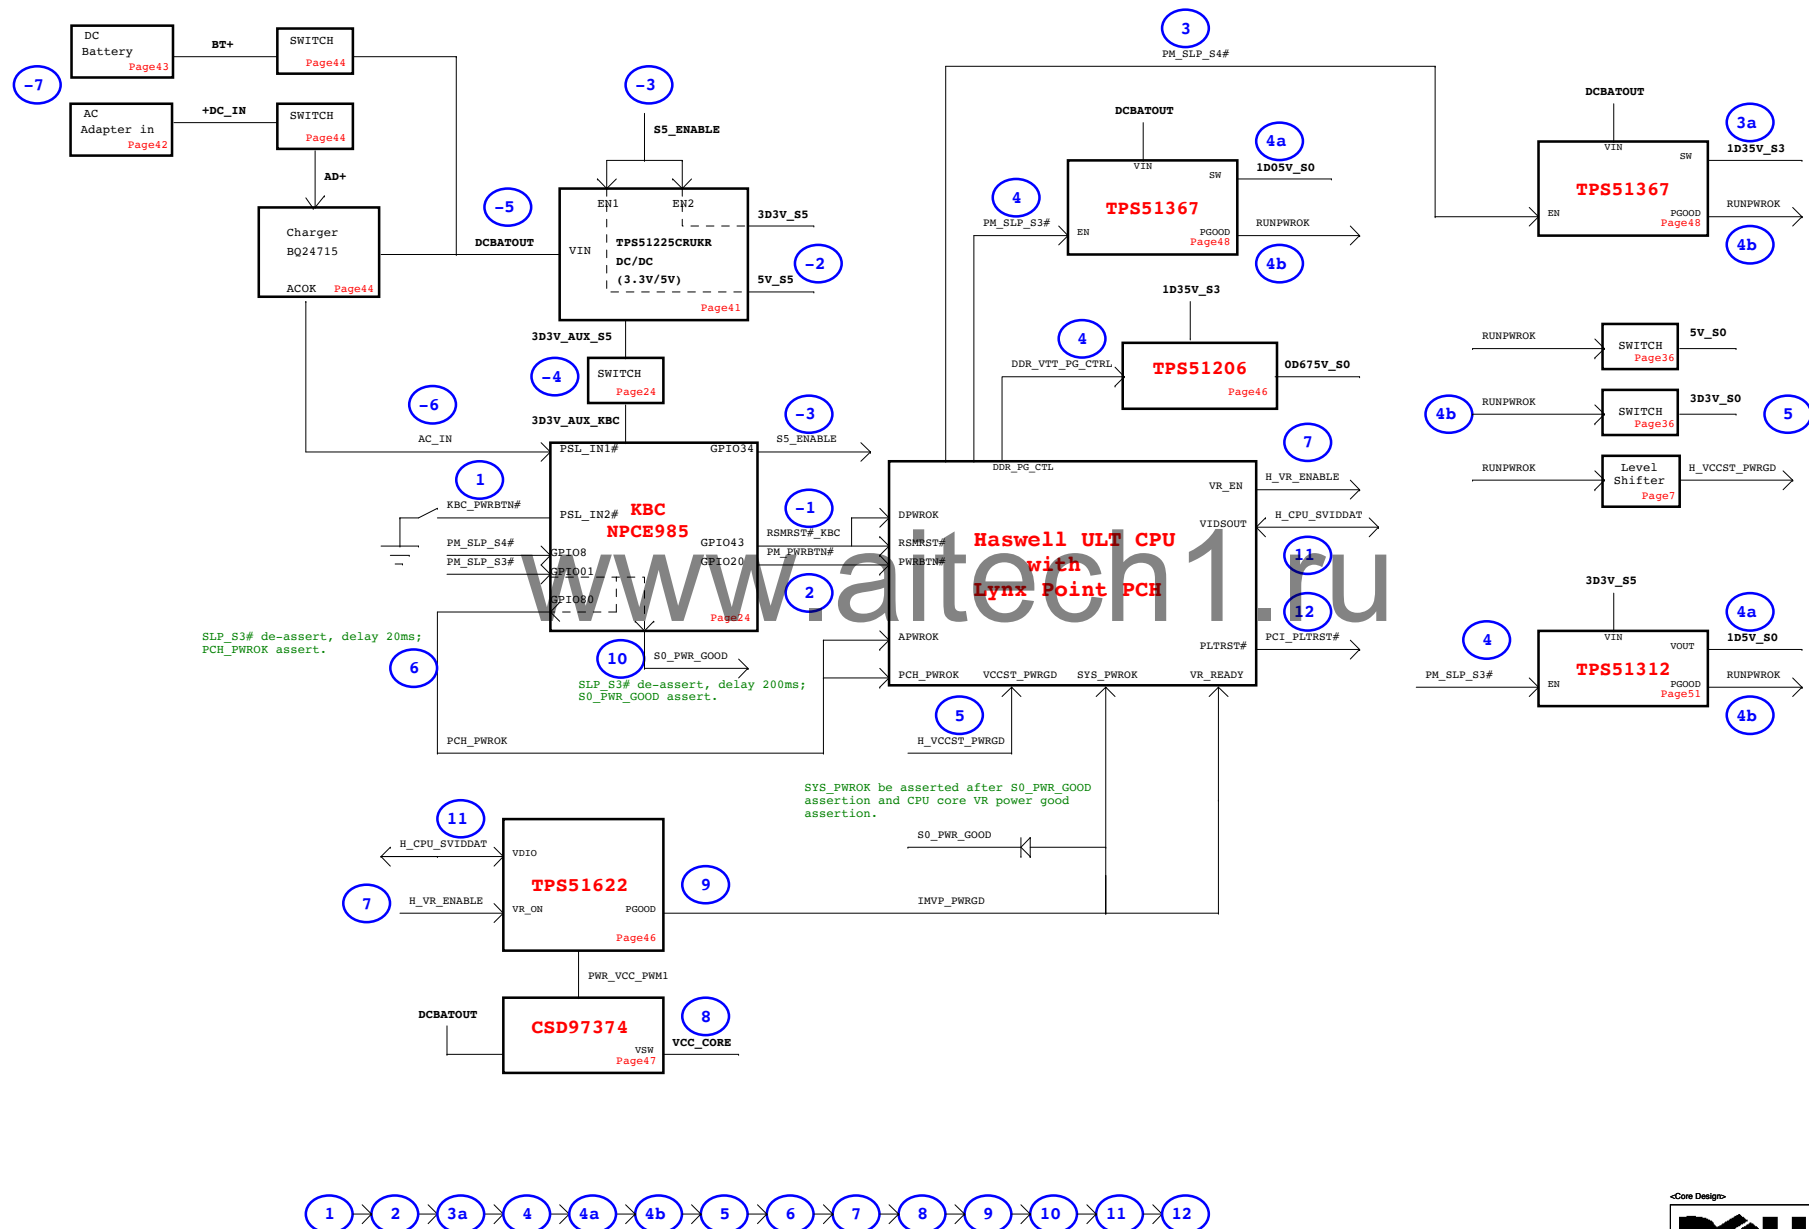 DC
Battery
Page43
BT+
SWITCH
Page44
-7
AC
Adapter in
Page42
+DC_IN
SWITCH
Page44
AD+
Charger
BQ24715
ACOK
Page44
-5
DCBATOUT
-3
S5_ENABLE
EN1
EN2
VIN
TPS51225CRUKR
DC/DC
(3.3V/5V)
Page41
3D3V_S5
-2
5V_S5
3D3V_AUX_S5
-4
SWITCH
Page24
3D3V_AUX_KBC
-6
AC_IN
-3
S5_ENABLE
PSL_IN1#
GPIO34
1
KBC_PWRBTN#
PSL_IN2#
KBC
NPCE985
PM_SLP_S4#
PM_SLP_S3#
GPIO8
GPIO01
GPIO80
GPIO43
GPIO20
Page24
-1
RSMRST#_KBC
PM_PWRBTN#
2
SLP_S3# de-assert, delay 20ms;
PCH_PWROK assert.
6
10
S0_PWR_GOOD
SLP_S3# de-assert, delay 200ms;
S0_PWR_GOOD assert.
PCH_PWROK
3
PM_SLP_S4#
DCBATOUT
4a
1D05V_S0
VIN
SW
TPS51367
4
PM_SLP_S3#
EN
PGOOD
Page48
RUNPWROK
4b
DCBATOUT
3a
1D35V_S3
VIN
SW
TPS51367
EN
PGOOD
Page48
RUNPWROK
4b
1D35V_S3
4
DDR_VTT_PG_CTRL
TPS51206
Page46
0D675V_S0
RUNPWROK
SWITCH
Page36
5V_S0
4b
RUNPWROK
SWITCH
Page36
3D3V_S0
5
RUNPWROK
Level
Shifter
Page7
H_VCCST_PWRGD
DDR_PG_CTL
7
VR_EN
H_VR_ENABLE
DPWROK
VIDSOUT
H_CPU_SVIDDAT
RSMRST#
PWRBTN#
Haswell ULT CPU
with
Lynx Point PCH
11
12
APWROK
PLTRST#
PCI_PLTRST#
PCH_PWROK
VCCST_PWRGD
SYS_PWROK
VR_READY
5
H_VCCST_PWRGD
www.aitech1.ru
3D3V_S5
4a
1D5V_S0
VIN
VOUT
TPS51312
4
PM_SLP_S3#
EN
PGOOD
Page51
RUNPWROK
4b
SYS_PWROK be asserted after S0_PWR_GOOD
assertion and CPU core VR power good
assertion.
S0_PWR_GOOD
11
H_CPU_SVIDDAT
VDIO
TPS51622
9
7
H_VR_ENABLE
VR_ON
PGOOD
IMVP_PWRGD
Page46
PWR_VCC_PWM1
DCBATOUT
CSD97374
8
VSW
VCC_CORE
Page47
1 2 3a 4 4a 4b 5 6 7 8 9 10 11 12
<Core Design>